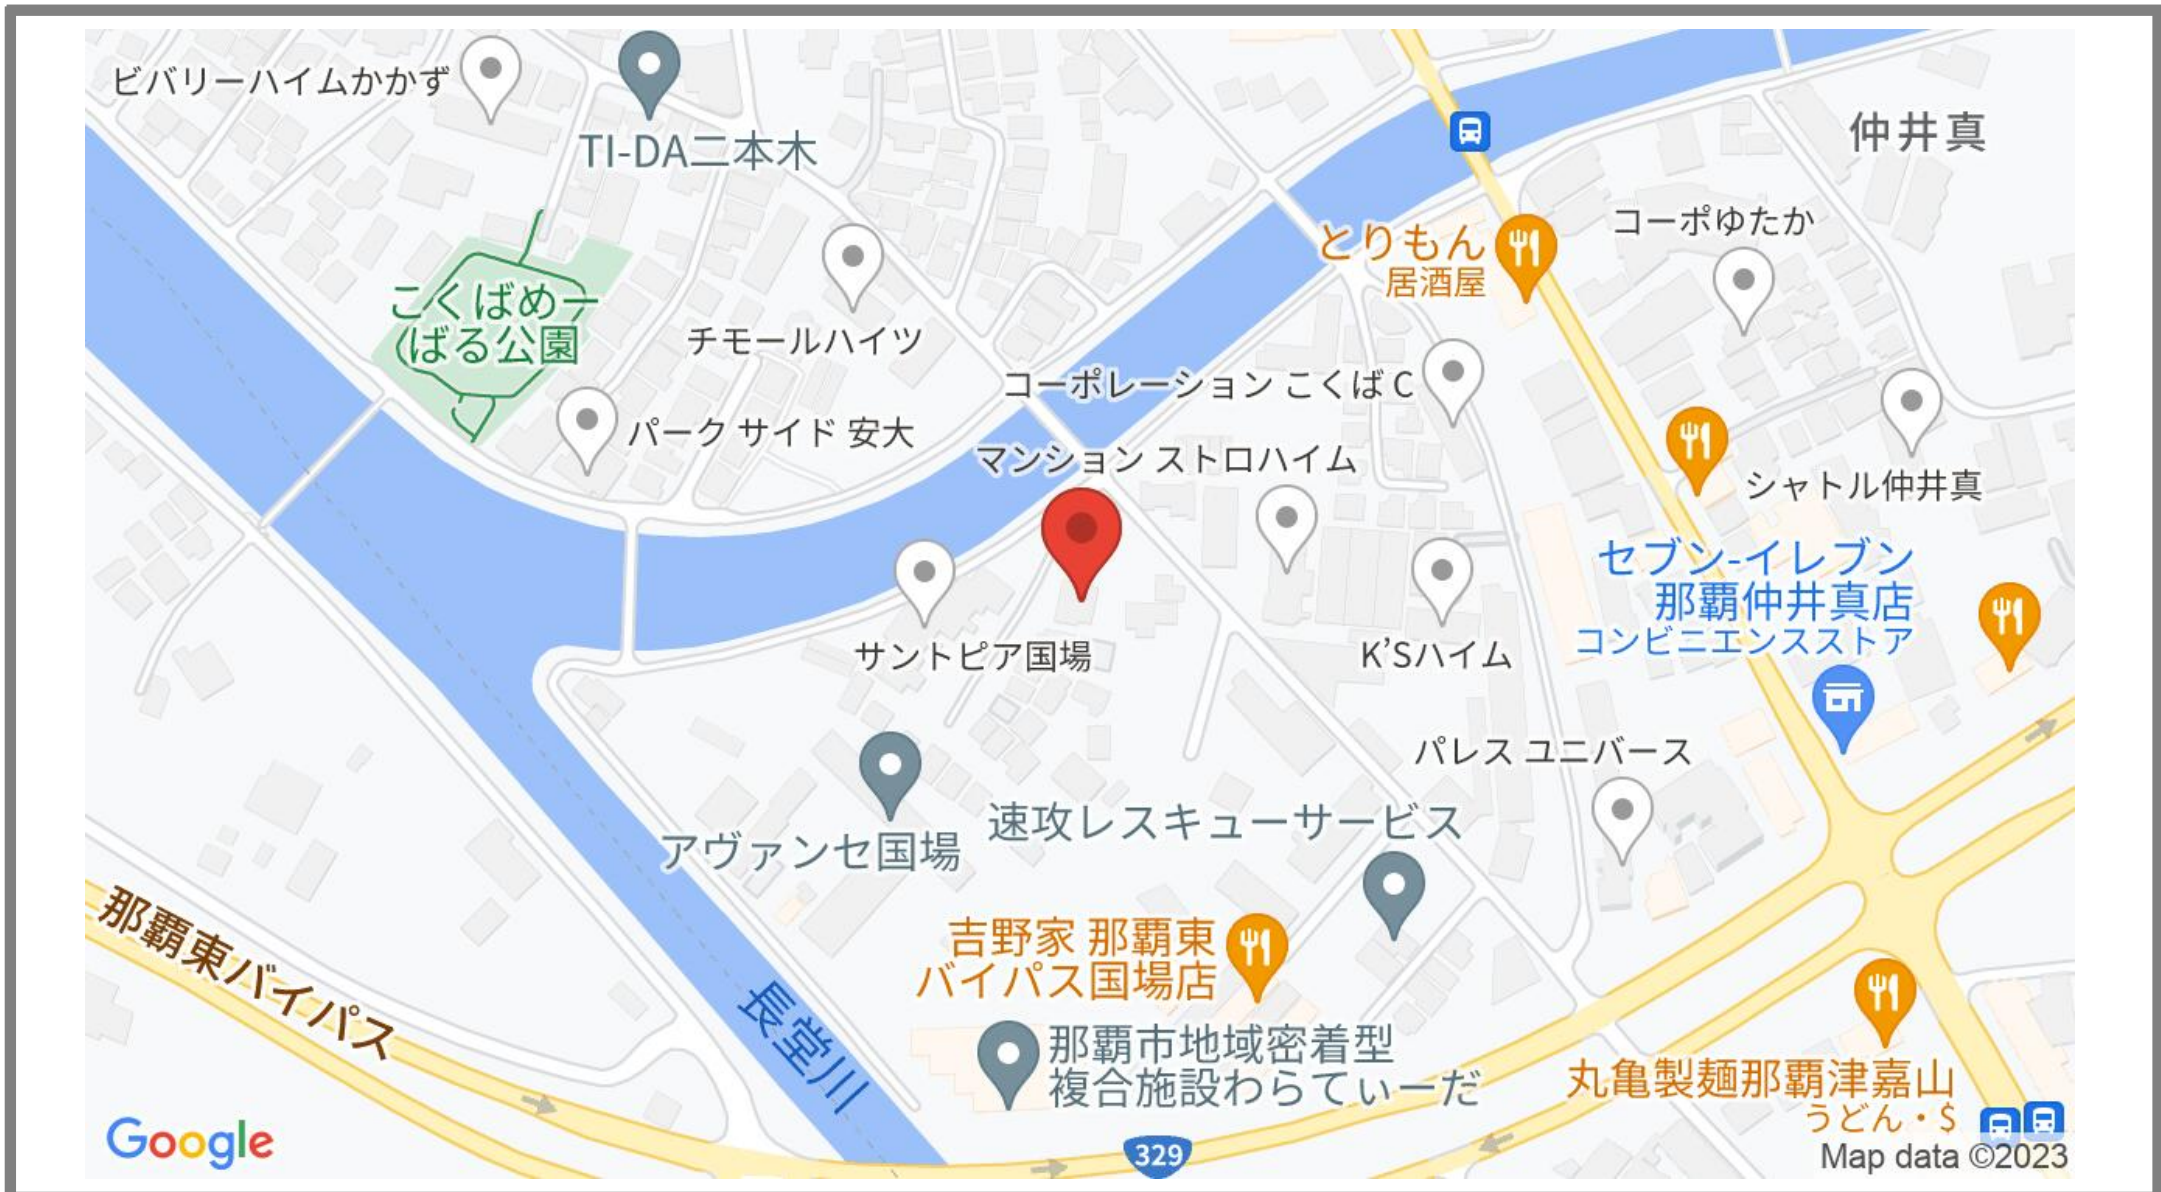 ビバリーハイムかかず
TI-DA二本木
仲井真
コーポゆたか
とりもん
居酒屋
こくばめー
ばる公園
チモールハイツ
コーポレーション こくば C
パーク サイド 安大
マンション ストロハイム
シャトル仲井真
セブン-イレブン
那覇仲井真店
コンビニエンスストア
サントピア国場
K'Sハイム
パレス ユニバース
アヴァンセ国場
速攻レスキューサービス
那覇東バイパス
吉野家 那覇東
バイパス国場店
長堂川
那覇市地域密着型
複合施設わらてぃーだ
丸亀製麺那覇津嘉山
うどん・$
329
Google
Map data ©2023